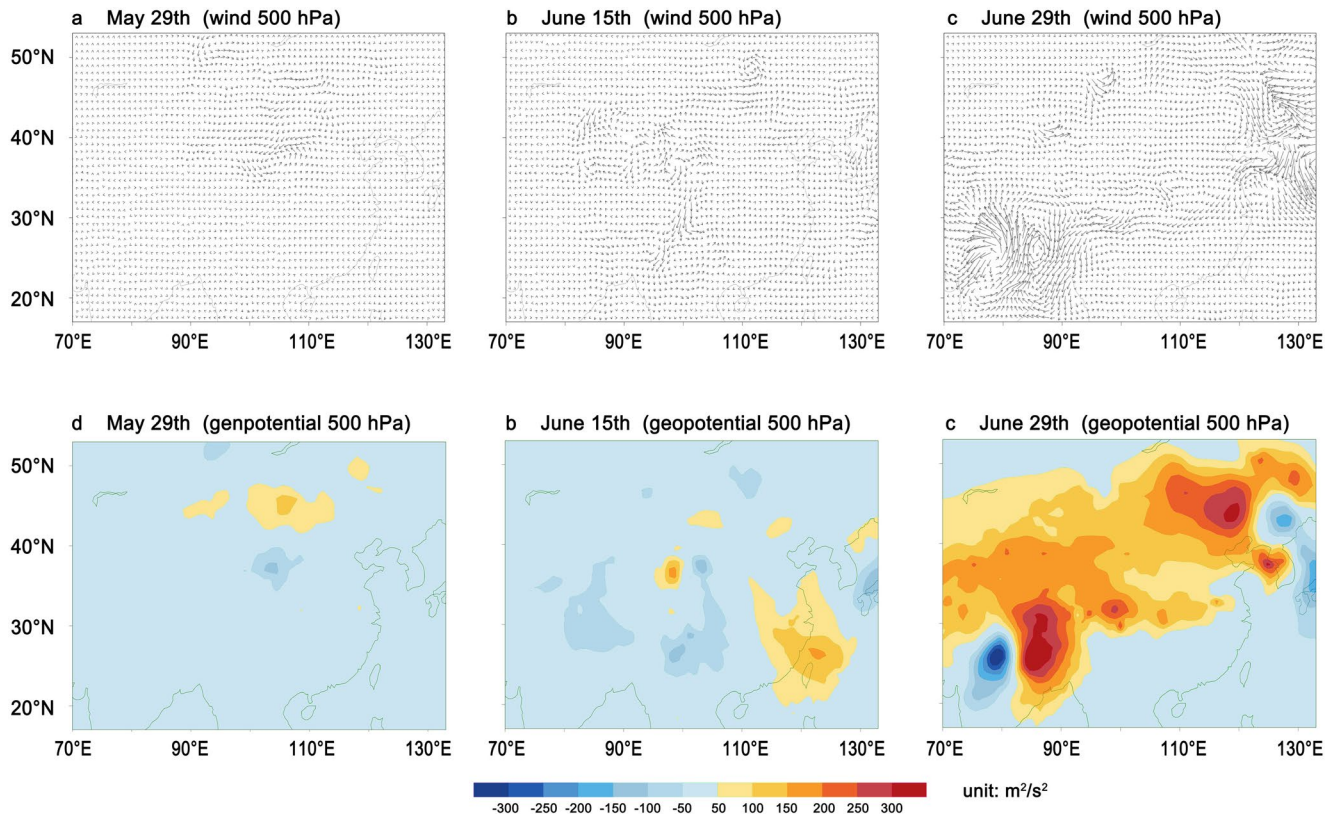 a May 29th (wind 500 hPa)
b June 15th (wind 500 hPa)
c June 29th (wind 500 hPa)
50°N
40°N
30°N
20°N
70°E 90°E 110°E 130°E
70°E 90°E 110°E 130°E
70°E 90°E 110°E 130°E
d May 29th (genpotential 500 hPa)
b June 15th (geopotential 500 hPa)
c June 29th (geopotential 500 hPa)
50°N
40°N
30°N
20°N
70°E 90°E 110°E 130°E
70°E 90°E 110°E 130°E
70°E 90°E 110°E 130°E
-300 -250 -200 -150 -100 -50 50 100 150 200 250 300
unit: m²/s²